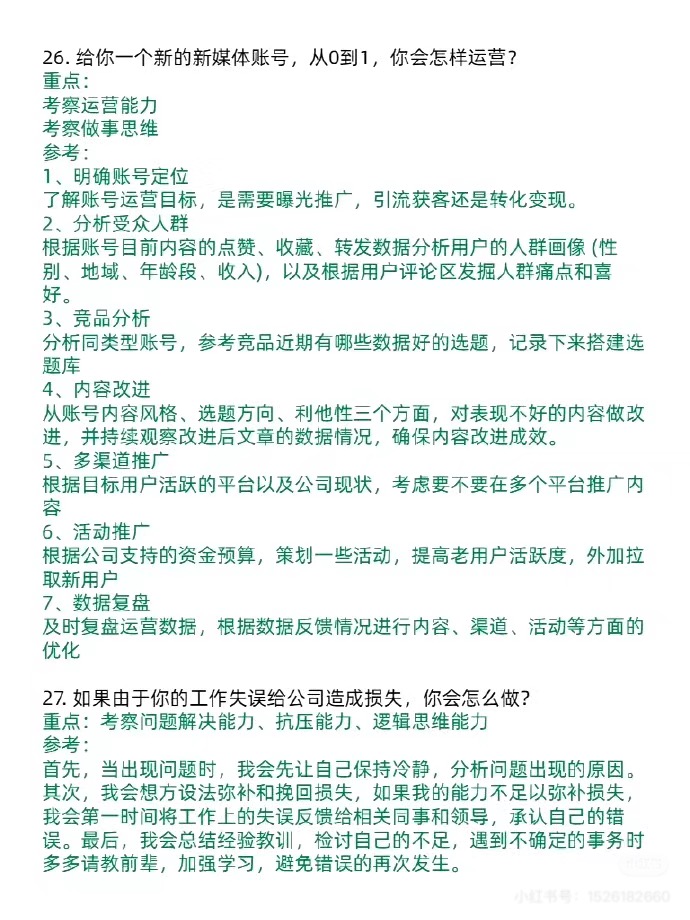 26. 给你一个新的新媒体账号，从0到1，你会怎样运营？
重点：
考察运营能力
考察做事思维
参考：
1、明确账号定位
了解账号运营目标，是需要曝光推广，引流获客还是转化变现。
2、分析受众人群
根据账号目前内容的点赞、收藏、转发数据分析用户的人群画像 (性
别、地域、年龄段、收入)，以及根据用户评论区发掘人群痛点和喜
好。
3、竞品分析
分析同类型账号，参考竞品近期有哪些数据好的选题，记录下来搭建选
题库
4、内容改进
从账号内容风格、选题方向、利他性三个方面，对表现不好的内容做改
进，并持续观察改进后文章的数据情况，确保内容改进成效。
5、多渠道推广
根据目标用户活跃的平台以及公司现状，考虑要不要在多个平台推广内
容
6、活动推广
根据公司支持的资金预算，策划一些活动，提高老用户活跃度，外加拉
取新用户
7、数据复盘
及时复盘运营数据，根据数据反馈情况进行内容、渠道、活动等方面的
优化
27. 如果由于你的工作失误给公司造成损失，你会怎么做？
重点：考察问题解决能力、抗压能力、逻辑思维能力
参考：
首先，当出现问题时，我会先让自己保持冷静，分析问题出现的原因。
其次，我会想方设法弥补和挽回损失，如果我的能力不足以弥补损失，
我会第一时间将工作上的失误反馈给相关同事和领导，承认自己的错
误。最后，我会总结经验教训，检讨自己的不足，遇到不确定的事务时
多多请教前辈，加强学习，避免错误的再次发生。
小红书号：1526182660